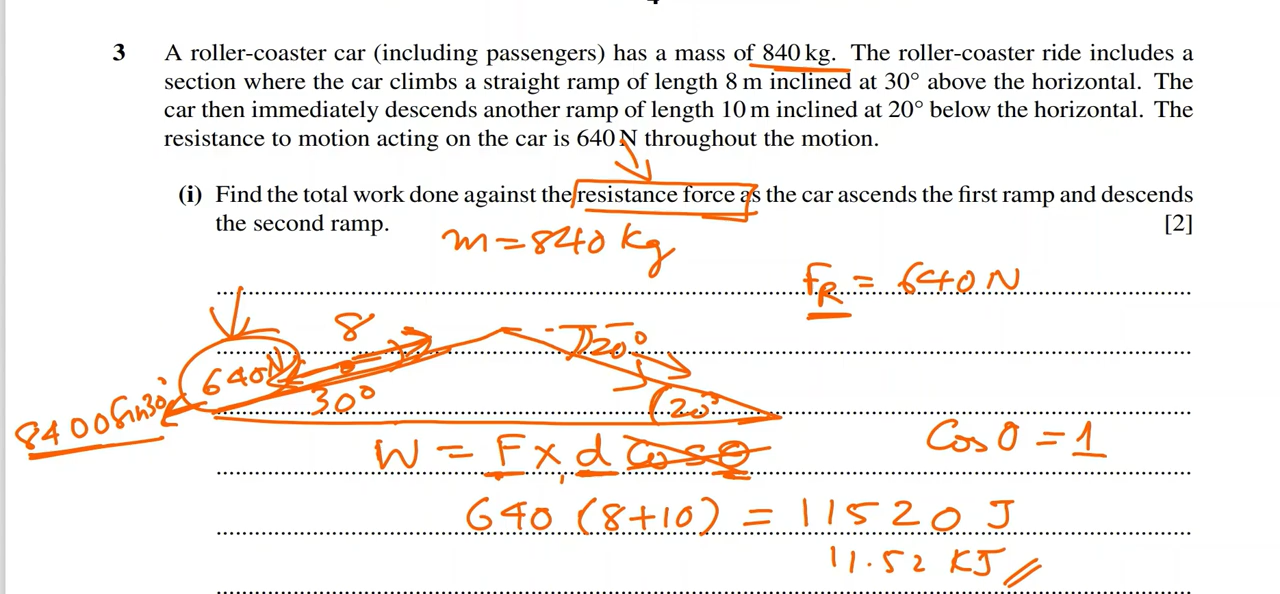 3 A roller-coaster car (including passengers) has a mass of 840 kg. The roller-coaster ride includes a
section where the car climbs a straight ramp of length 8 m inclined at 30° above the horizontal. The
car then immediately descends another ramp of length 10 m inclined at 20° below the horizontal. The
resistance to motion acting on the car is 640 N throughout the motion.
(i) Find the total work done against the resistance force as the car ascends the first ramp and descends
the second ramp. [2]
m = 840 kg
FR = 640 N
8
20°
640N
30°
20°
8400 Sin30°
W = F x d Cos θ
Cos 0 = 1
640 (8+10) = 11520 J
11.52 KJ